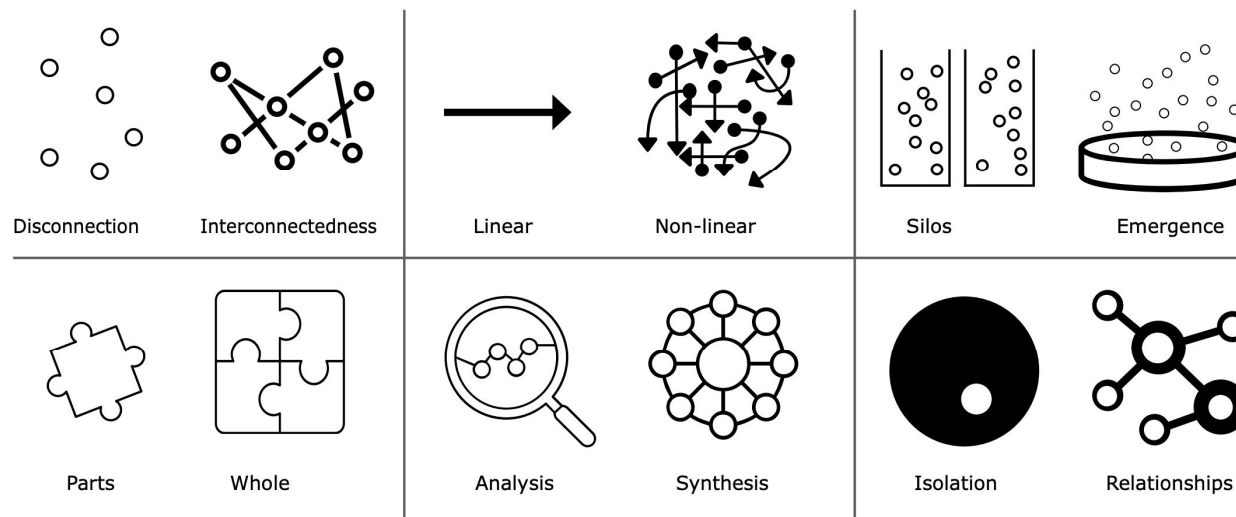 Disconnection
Interconnectedness
Linear
Non-linear
Silos
Emergence
Parts
Whole
Analysis
Synthesis
Isolation
Relationships